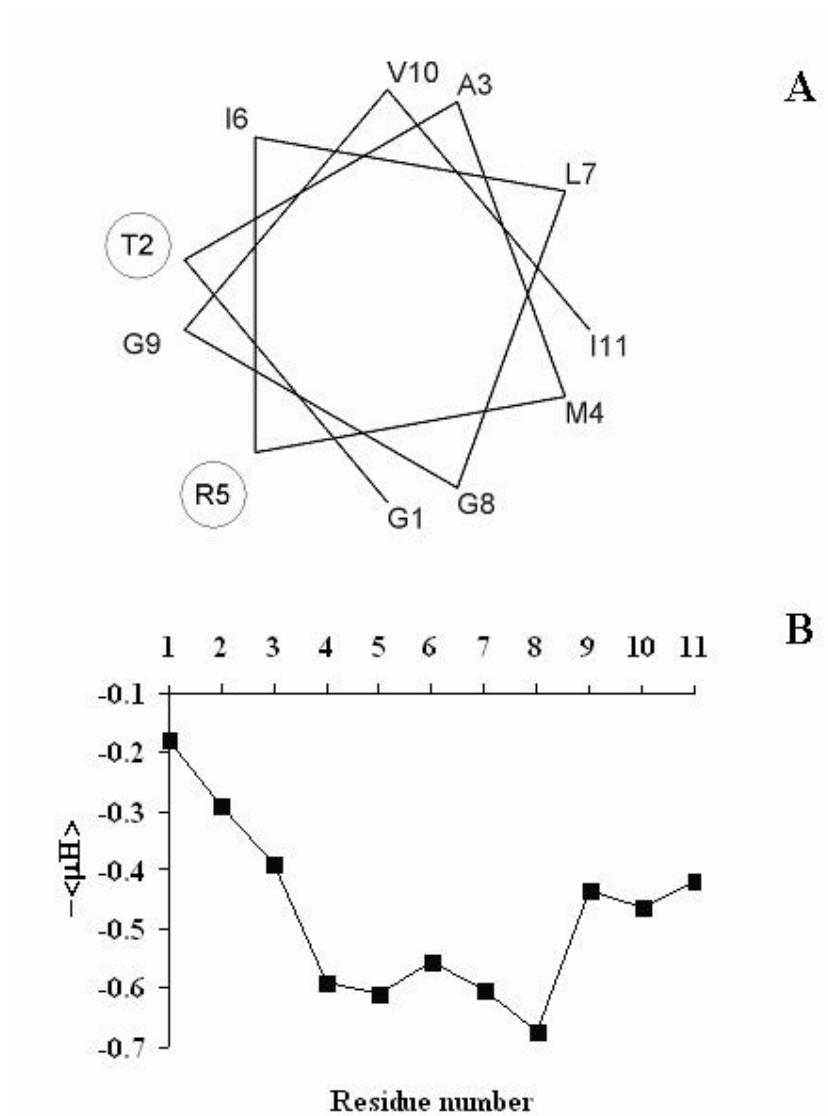 A
V10
A3
I6
L7
T2
G9
I11
M4
R5
G1
G8
B
1 2 3 4 5 6 7 8 9 10 11
-0.1
-0.2
-0.3
-0.4
-0.5
-0.6
-0.7
–<μH>
Residue number